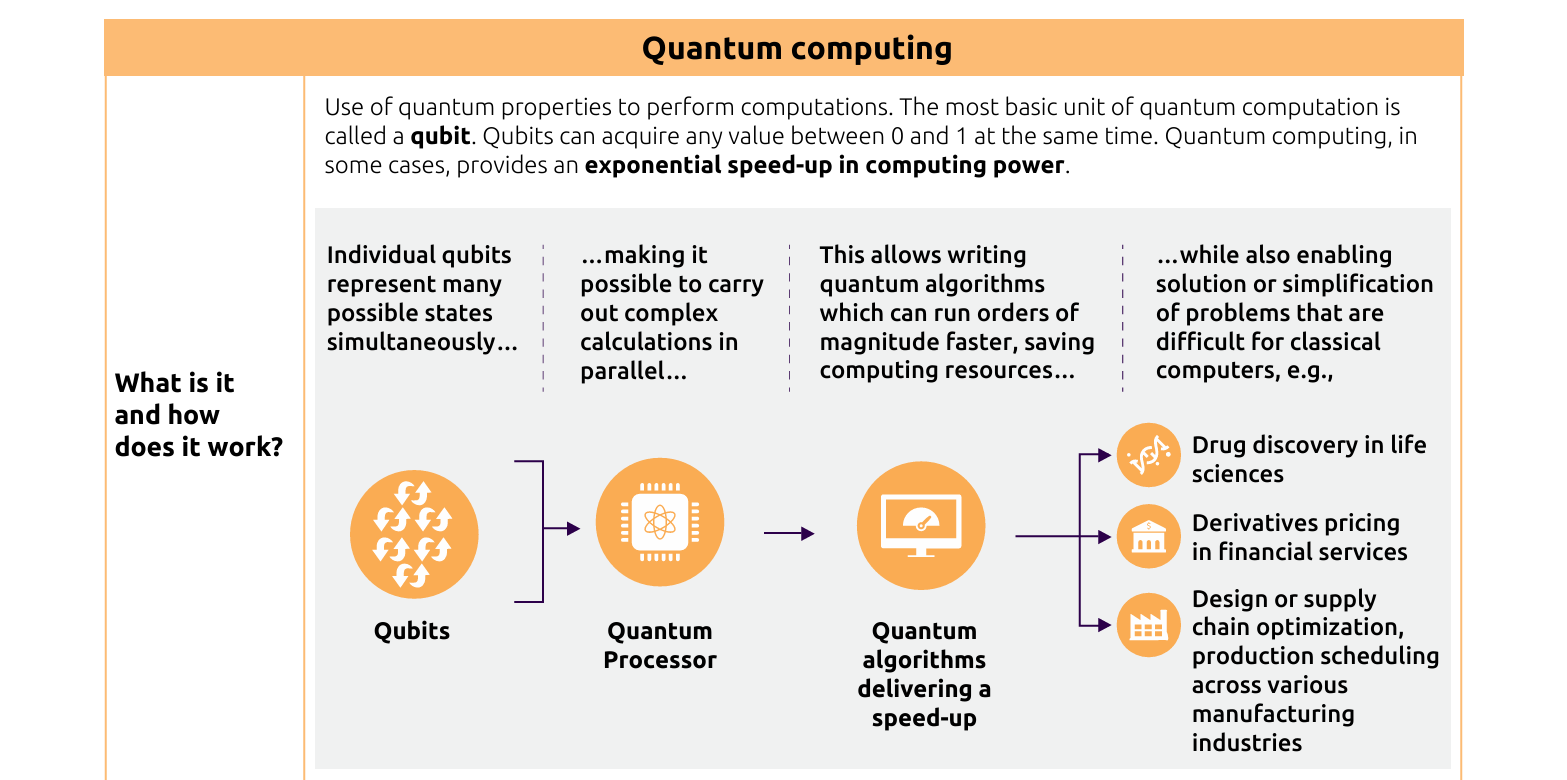 Quantum computing
What is it
and how
does it work?
Use of quantum properties to perform computations. The most basic unit of quantum computation is
called a qubit. Qubits can acquire any value between 0 and 1 at the same time. Quantum computing, in
some cases, provides an exponential speed-up in computing power.
Individual qubits
represent many
possible states
simultaneously...
...making it
possible to carry
out complex
calculations in
parallel...
This allows writing
quantum algorithms
which can run orders of
magnitude faster, saving
computing resources...
...while also enabling
solution or simplification
of problems that are
difficult for classical
computers, e.g.,
Qubits
Quantum
Processor
Quantum
algorithms
delivering a
speed-up
$
Drug discovery in life
sciences
Derivatives pricing
in financial services
Design or supply
chain optimization,
production scheduling
across various
manufacturing
industries